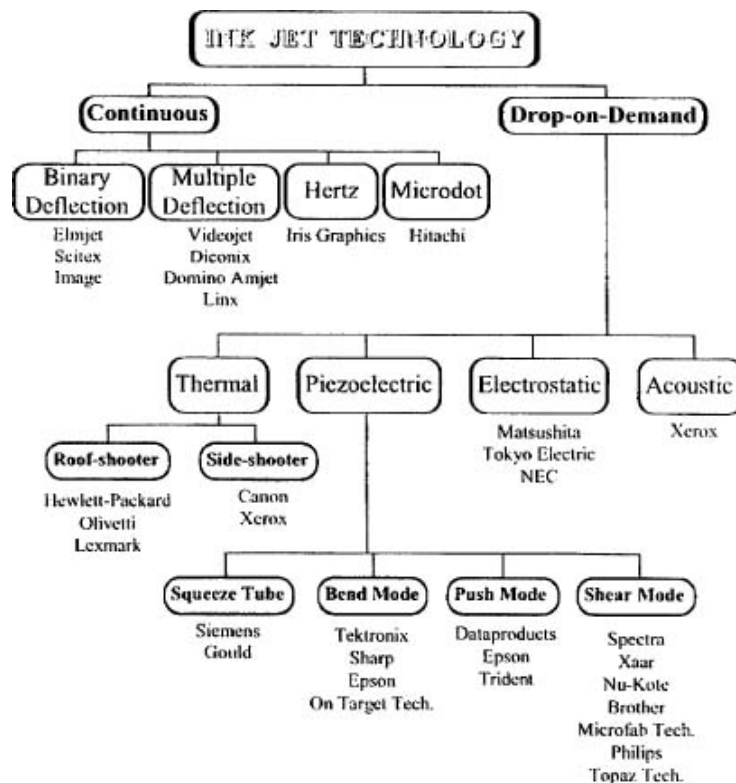 INK JET TECHNOLOGY
Continuous
Drop-on-Demand
Binary
Deflection
Multiple
Deflection
Hertz
Microdot
Elmjet
Scitex
Image
Videojet
Diconix
Domino Amjet
Linx
Iris Graphics
Hitachi
Thermal
Piezoelectric
Electrostatic
Acoustic
Matsushita
Tokyo Electric
NEC
Xerox
Roof-shooter
Side-shooter
Hewlett-Packard
Olivetti
Lexmark
Canon
Xerox
Squeeze Tube
Bend Mode
Push Mode
Shear Mode
Siemens
Gould
Tektronix
Sharp
Epson
On Target Tech.
Dataproducts
Epson
Trident
Spectra
Xaar
Nu-Kote
Brother
Microfab Tech.
Philips
Topaz Tech.